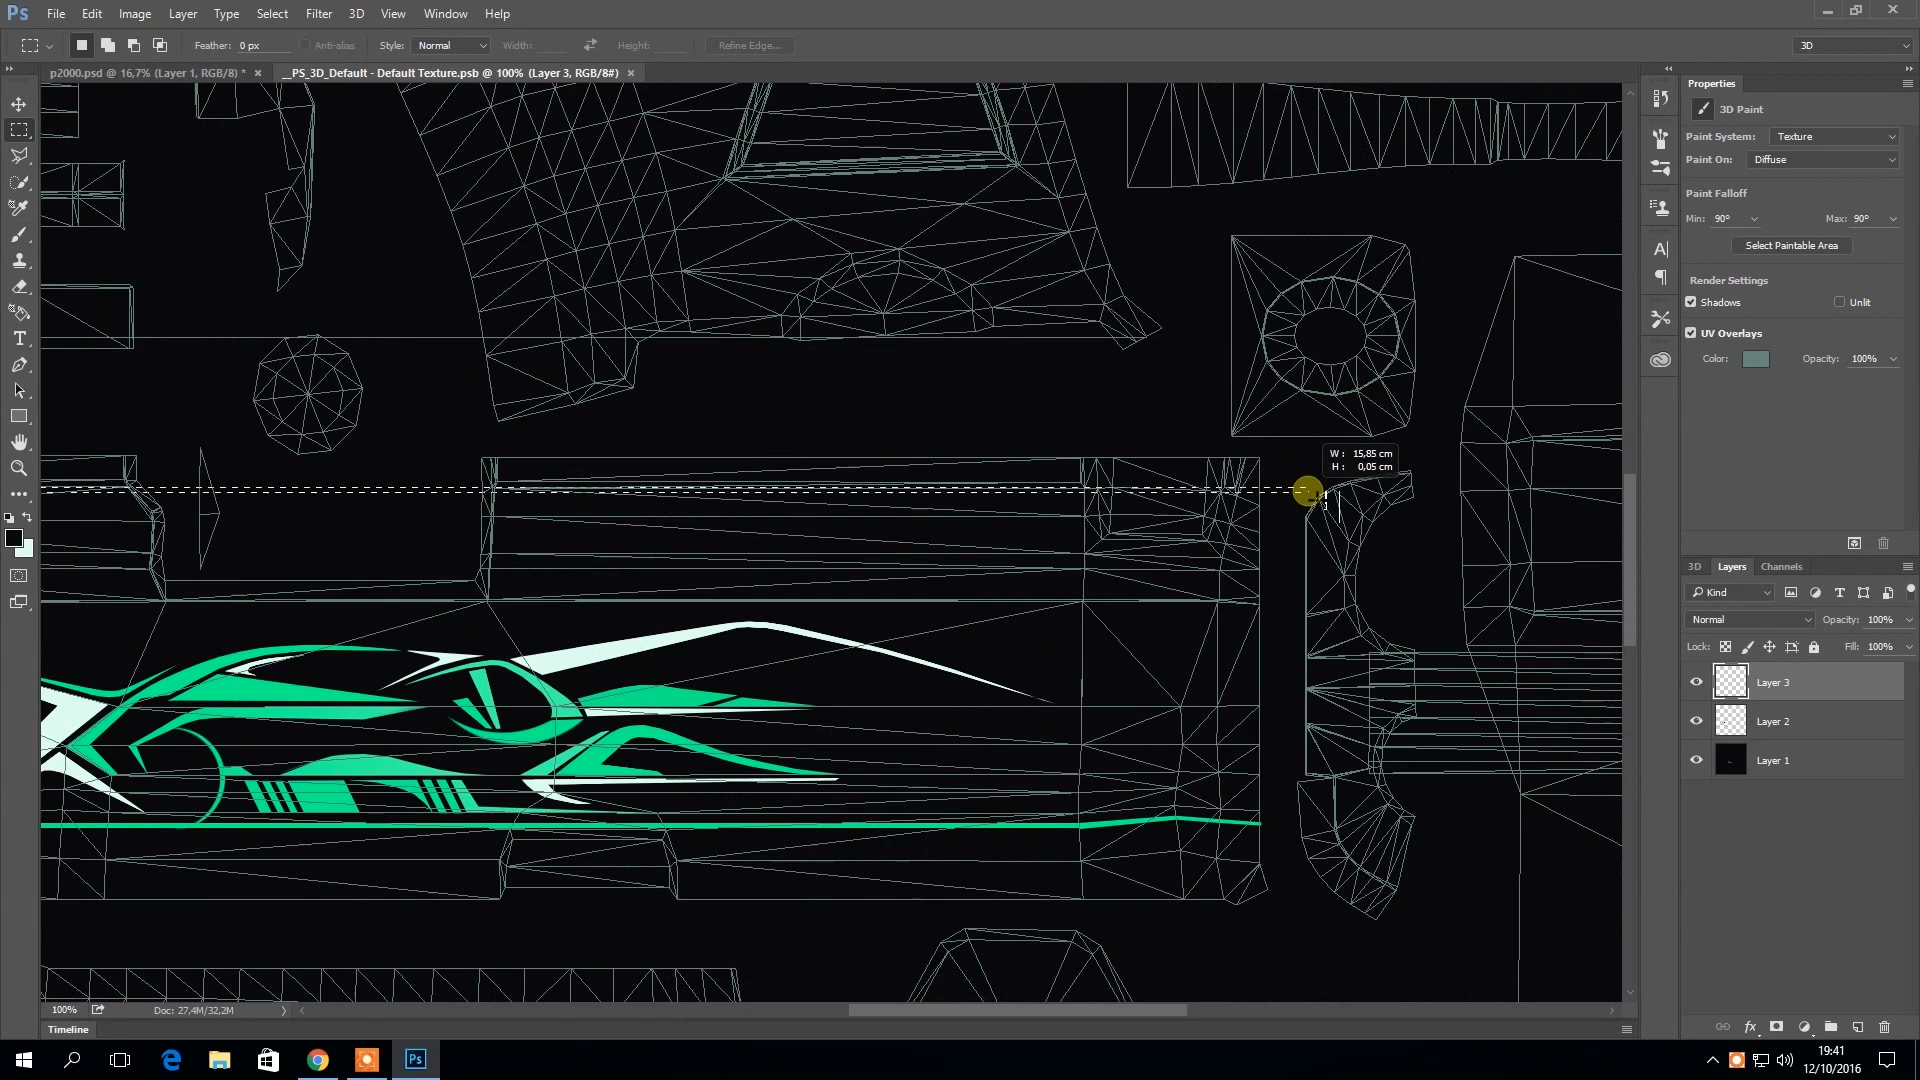 Ps File Edit Image Layer Type Select Filter 3D View Window Help
Feather: 0 px Anti-alias Style: Normal Width: Height: Refine Edge... 3D
p2000.psd @ 16,7% (Layer 1, RGB/8) * × __PS_3D_Default - Default Texture.psb @ 100% (Layer 3, RGB/8#) ×
Properties
3D Paint
Paint System: Texture
Paint On: Diffuse
Paint Falloff
Min: 90° Max: 90°
Select Paintable Area
Render Settings
Shadows Unlit
UV Overlays
Color: Opacity: 100%
W: 15,85 cm
H: 0,05 cm
3D Layers Channels
Kind
Normal Opacity: 100%
Lock: Fill: 100%
Layer 3
Layer 2
Layer 1
fx
100% Doc: 27,4M/32,2M
Timeline
Ps
19:41
12/10/2016